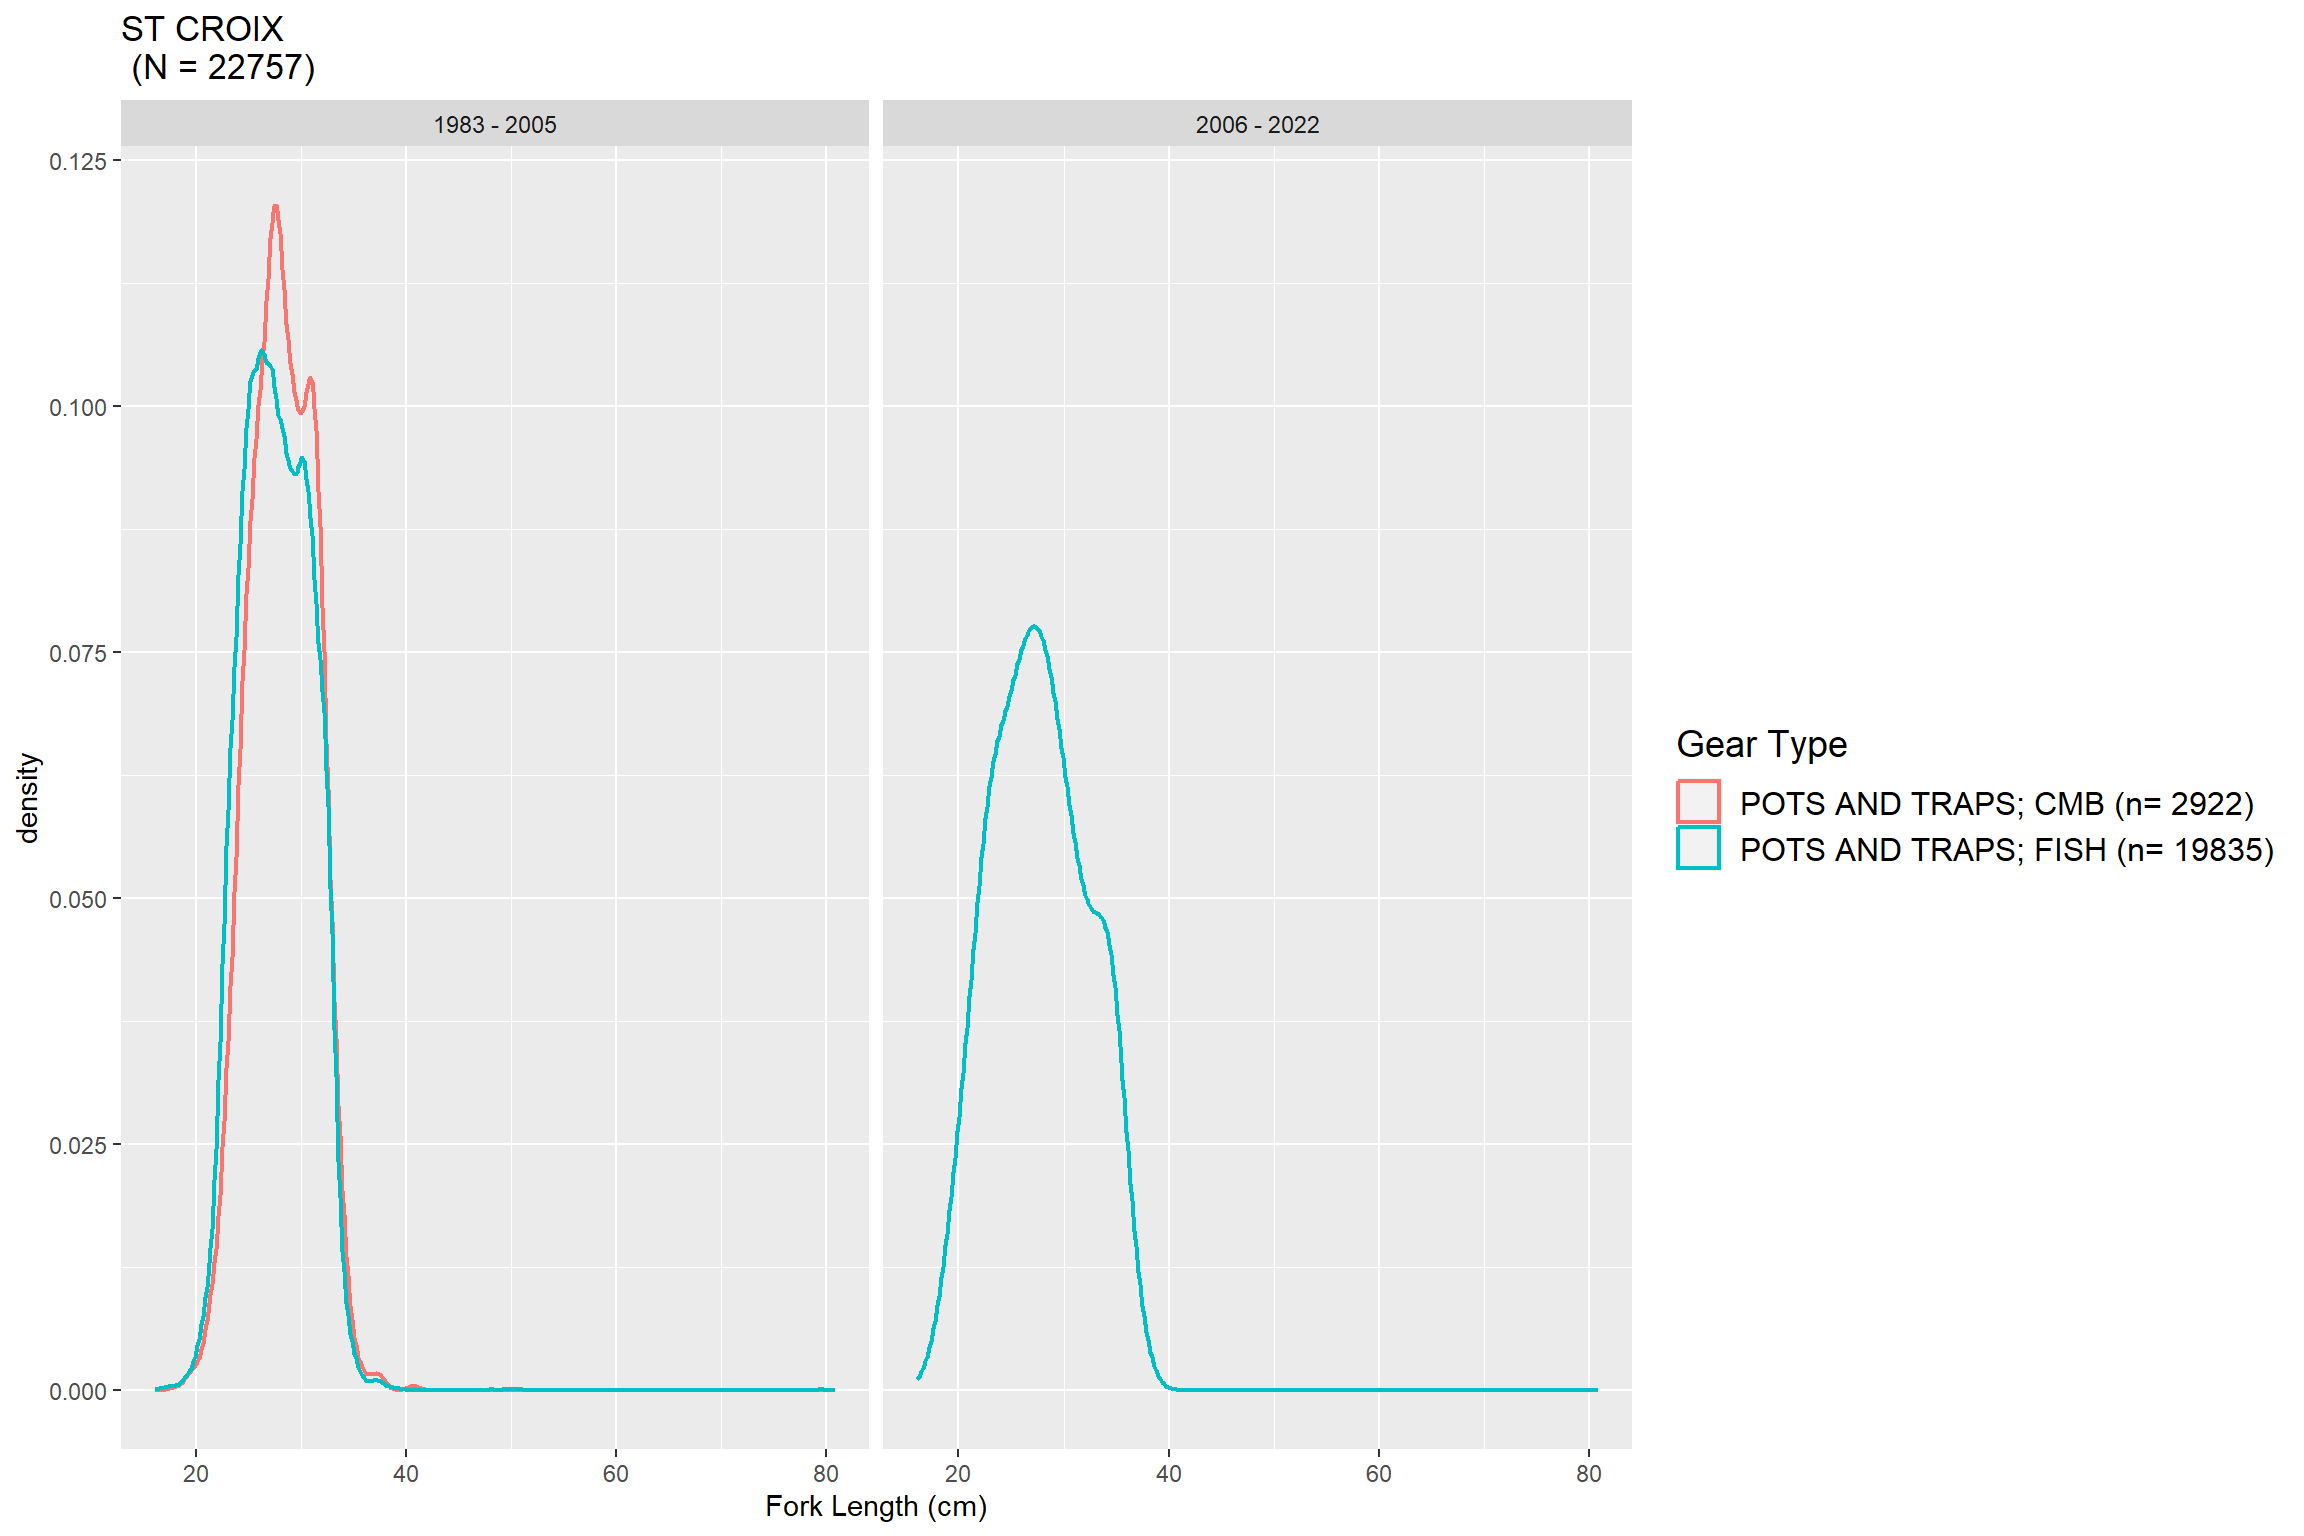 ST CROIX
(N = 22757)
1983 - 2005
2006 - 2022
0.125
0.100
0.075
0.050
0.025
0.000
density
20 40 60 80
20 40 60 80
Fork Length (cm)
Gear Type
POTS AND TRAPS; CMB (n= 2922)
POTS AND TRAPS; FISH (n= 19835)